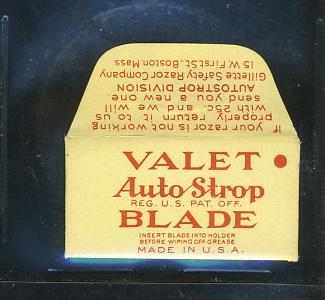 If your razor is not working
properly return it to us
with 25c. and we will
send you a new one.
AUTOSTROP DIVISION
Gillette Safety Razor Company
15 W. First St., Boston, Mass
VALET
Auto Strop
REG. U.S. PAT. OFF.
BLADE
INSERT BLADE INTO HOLDER
BEFORE WIPING OFF GREASE
MADE IN U.S.A.